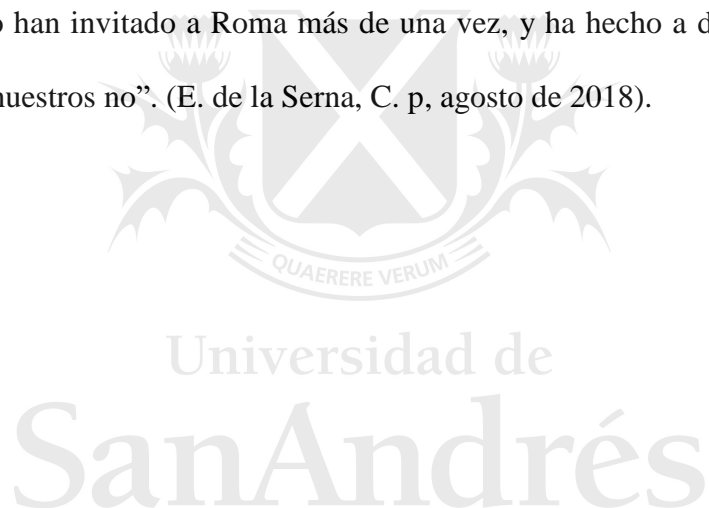 o han invitado a Roma más de una vez, y ha hecho a d
nuestros no”. (E. de la Serna, C. p, agosto de 2018).
QUAERERE VERUM
Universidad de
SanAndrés